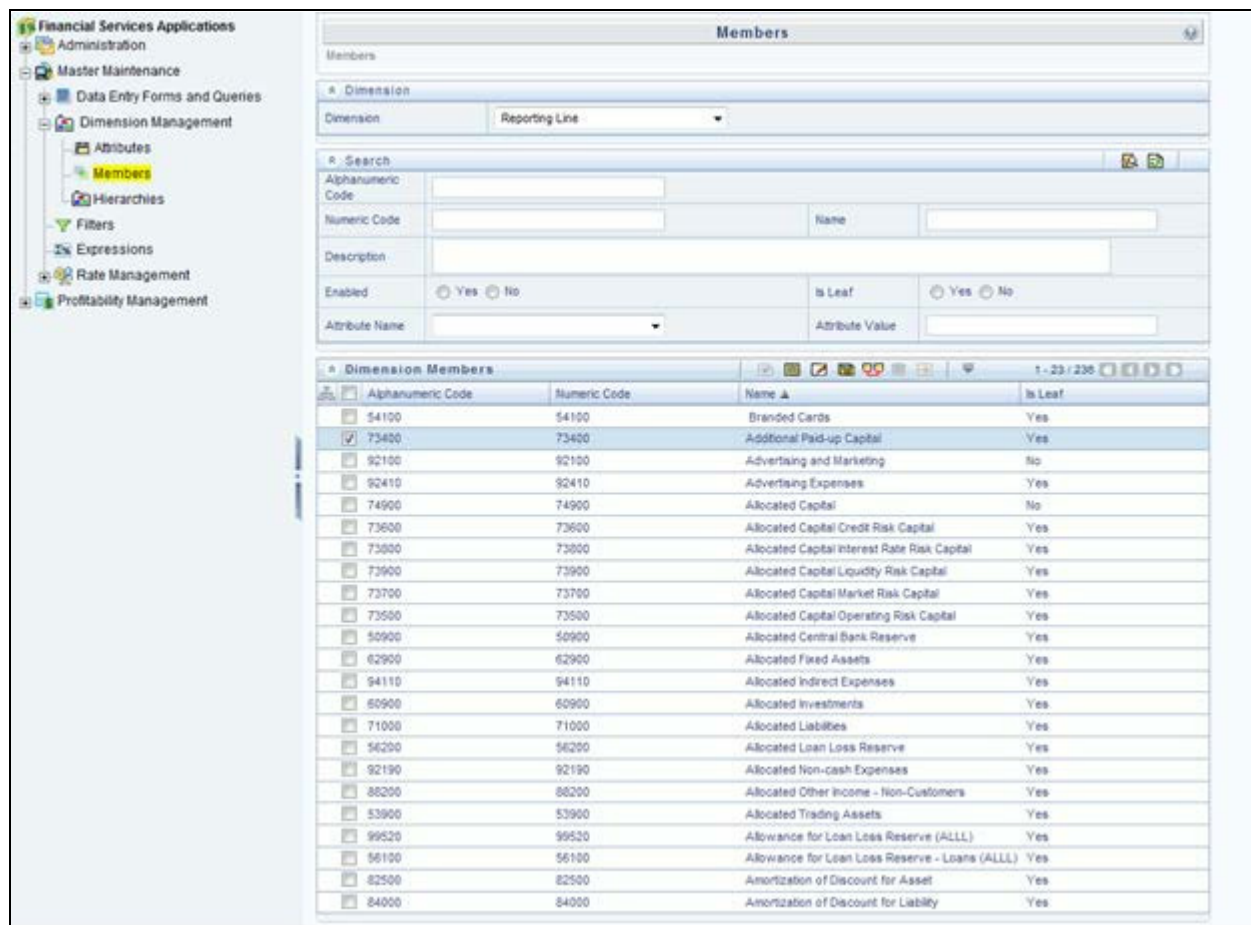 Financial Services Applications
Administration
Master Maintenance
Data Entry Forms and Queries
Dimension Management
Attributes
Members
Hierarchies
Filters
Expressions
Rate Management
Profitability Management
Members
Members
Dimension
Dimension Reporting Line
Search
Alphanumeric Code
Numeric Code Name
Description
Enabled Yes No Is Leaf Yes No
Attribute Name Attribute Value
Dimension Members 1 - 23 / 236
Alphanumeric Code Numeric Code Name Is Leaf
54100 54100 Branded Cards Yes
73400 73400 Additional Paid-up Capital Yes
92100 92100 Advertising and Marketing No
92410 92410 Advertising Expenses Yes
74900 74900 Allocated Capital No
73600 73600 Allocated Capital Credit Risk Capital Yes
73800 73800 Allocated Capital Interest Rate Risk Capital Yes
73900 73900 Allocated Capital Liquidity Risk Capital Yes
73700 73700 Allocated Capital Market Risk Capital Yes
73500 73500 Allocated Capital Operating Risk Capital Yes
50900 50900 Allocated Central Bank Reserve Yes
62900 62900 Allocated Fixed Assets Yes
94110 94110 Allocated Indirect Expenses Yes
60900 60900 Allocated Investments Yes
71000 71000 Allocated Liabilities Yes
56200 56200 Allocated Loan Loss Reserve Yes
92190 92190 Allocated Non-cash Expenses Yes
88200 88200 Allocated Other Income - Non-Customers Yes
53900 53900 Allocated Trading Assets Yes
99520 99520 Allowance for Loan Loss Reserve (ALLL) Yes
56100 56100 Allowance for Loan Loss Reserve - Loans (ALLL) Yes
82500 82500 Amortization of Discount for Asset Yes
84000 84000 Amortization of Discount for Liability Yes